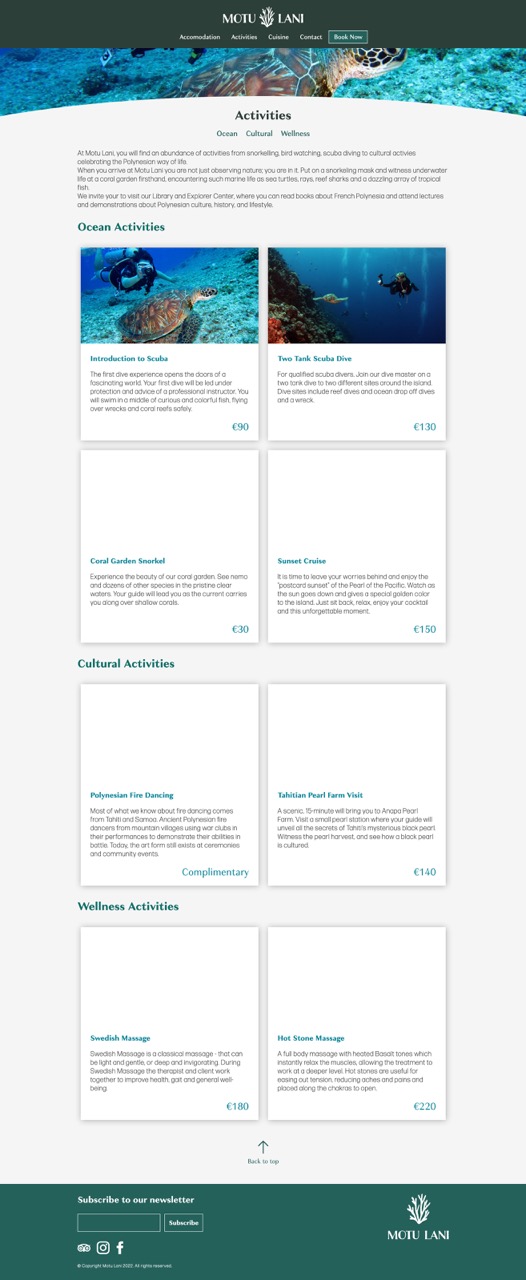 MOTU LANI
Accomodation Activities Cuisine Contact Book Now
Activities
Ocean Cultural Wellness
At Motu Lani, you will find an abundance of activities from snorkelling, bird watching, scuba diving to cultural activies
celebrating the Polynesian way of life.
When you arrive at Motu Lani you are not just observing nature; you are in it. Put on a snorkeling mask and witness underwater
life at a coral garden firsthand, encountering such marine life as sea turtles, rays, reef sharks and a dazzling array of tropical
fish.
We invite your to visit our Library and Explorer Center, where you can read books about French Polynesia and attend lectures
and demonstrations about Polynesian culture, history, and lifestyle.
Ocean Activities
Introduction to Scuba
The first dive experience opens the doors of a
fascinating world. Your first dive will be led under
protection and advice of a professional instructor. You
will swim in a middle of curious and colorful fish, flying
over wrecks and coral reefs safely.
€90
Two Tank Scuba Dive
For qualified scuba divers. Join our dive master on a
two tank dive to two different sites around the island.
Dive sites include reef dives and ocean drop off dives
and a wreck.
€130
Coral Garden Snorkel
Experience the beauty of our coral garden. See nemo
and dozens of other species in the pristine clear
waters. Your guide will lead you as the current carries
you along over shallow corals.
€30
Sunset Cruise
It is time to leave your worries behind and enjoy the
"postcard sunset" of the Pearl of the Pacific. Watch as
the sun goes down and gives a special golden color
to the island. Just sit back, relax, enjoy your cocktail
and this unforgettable moment.
€150
Cultural Activities
Polynesian Fire Dancing
Most of what we know about fire dancing comes
from Tahiti and Samoa. Ancient Polynesian fire
dancers from mountain villages using war clubs in
their performances to demonstrate their abilities in
battle. Today, the art form still exists at ceremonies
and community events.
Complimentary
Tahitian Pearl Farm Visit
A scenic, 15-minute will bring you to Anapa Pearl
Farm. Visit a small pearl station where your guide will
unveil all the secrets of Tahiti's mysterious black pearl.
Witness the pearl harvest, and see how a black pearl
is cultured.
€140
Wellness Activities
Swedish Massage
Swedish Massage is a classical massage - that can
be light and gentle, or deep and invigorating. During
Swedish Massage the therapist and client work
together to improve health, gait and general well-
being.
€180
Hot Stone Massage
A full body massage with heated Basalt tones which
instantly relax the muscles, allowing the treatment to
work at a deeper level. Hot stones are useful for
easing out tension, reducing aches and pains and
placed along the chakras to open.
€220
Back to top
Subscribe to our newsletter
Subscribe
© Copyright Motu Lani 2022. All rights reserved.
MOTU LANI